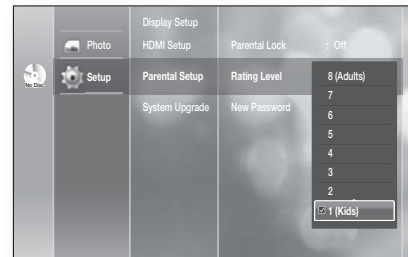 Display Setup
Photo HDMI Setup Parental Lock : Off
No Disc Setup Parental Setup Rating Level 8 (Adults)
7
System Upgrade New Password
6
5
4
3
2
1 (Kids)